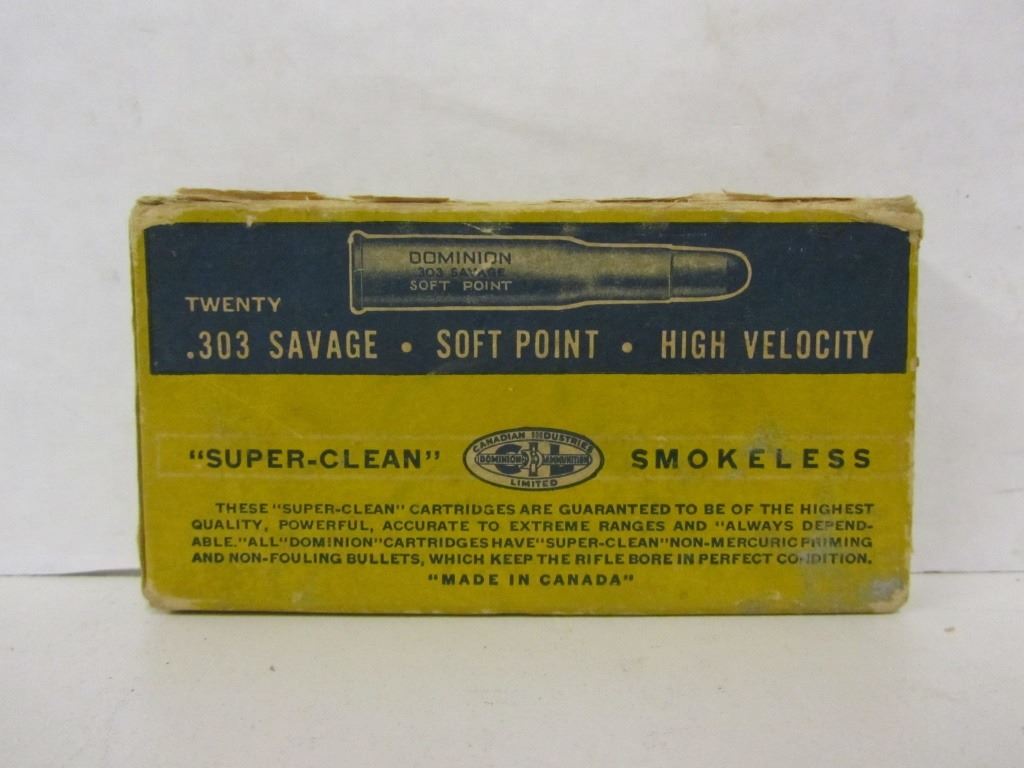 DOMINION
303 SAVAGE
SOFT POINT
TWENTY
.303 SAVAGE • SOFT POINT • HIGH VELOCITY
"SUPER-CLEAN"
CANADIAN INDUSTRIES
CIL
DOMINION AMMUNITION
LIMITED
SMOKELESS
THESE "SUPER-CLEAN" CARTRIDGES ARE GUARANTEED TO BE OF THE HIGHEST
QUALITY, POWERFUL, ACCURATE TO EXTREME RANGES AND "ALWAYS DEPEND-
ABLE." ALL "DOMINION" CARTRIDGES HAVE "SUPER-CLEAN" NON-MERCURIC PRIMING
AND NON-FOULING BULLETS, WHICH KEEP THE RIFLE BORE IN PERFECT CONDITION.
"MADE IN CANADA"